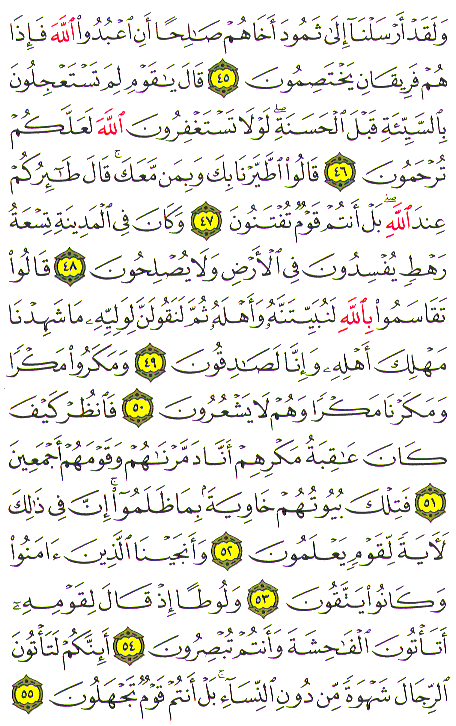 وَلَقَدۡ أَرۡسَلۡنَآ إِلَىٰ ثَمُودَ أَخَاهُمۡ صَـٰلِحًا أَنِ ٱعۡبُدُواْ ٱللَّهَ فَإِذَا
هُمۡ فَرِيقَانِ يَخۡتَصِمُونَ ٤٥ قَالَ يَـٰقَوۡمِ لِمَ تَسۡتَعۡجِلُونَ
بِٱلسَّيِّئَةِ قَبۡلَ ٱلۡحَسَنَةِۖ لَوۡلَا تَسۡتَغۡفِرُونَ ٱللَّهَ لَعَلَّكُمۡ
تُرۡحَمُونَ ٤٦ قَالُواْ ٱطَّيَّرۡنَا بِكَ وَبِمَن مَّعَكَۚ قَالَ طَـٰٓئِرُكُمۡ
عِندَ ٱللَّهِۖ بَلۡ أَنتُمۡ قَوۡمٞ تُفۡتَنُونَ ٤٧ وَكَانَ فِي ٱلۡمَدِينَةِ تِسۡعَةُ
رَهۡطٖ يُفۡسِدُونَ فِي ٱلۡأَرۡضِ وَلَا يُصۡلِحُونَ ٤٨ قَالُواْ
تَقَاسَمُواْ بِٱللَّهِ لَنُبَيِّتَنَّهُۥ وَأَهۡلَهُۥ ثُمَّ لَنَقُولَنَّ لِوَلِيِّهِۦ مَا شَهِدۡنَا
مَهۡلِكَ أَهۡلِهِۦ وَإِنَّا لَصَـٰدِقُونَ ٤٩ وَمَكَرُواْ مَكۡرٗا
وَمَكَرۡنَا مَكۡرٗا وَهُمۡ لَا يَشۡعُرُونَ ٥٠ فَٱنظُرۡ كَيۡفَ
كَانَ عَـٰقِبَةُ مَكۡرِهِمۡ أَنَّا دَمَّرۡنَـٰهُمۡ وَقَوۡمَهُمۡ أَجۡمَعِينَ
٥١ فَتِلۡكَ بُيُوتُهُمۡ خَاوِيَةَۢ بِمَا ظَلَمُوٓاْۚ إِنَّ فِي ذَٰلِكَ
لَأٓيَةٗ لِّقَوۡمٖ يَعۡلَمُونَ ٥٢ وَأَنجَيۡنَا ٱلَّذِينَ ءَامَنُواْ
وَكَانُواْ يَتَّقُونَ ٥٣ وَلُوطًا إِذۡ قَالَ لِقَوۡمِهِۦٓ
أَتَأۡتُونَ ٱلۡفَـٰحِشَةَ وَأَنتُمۡ تُبۡصِرُونَ ٥٤ أَئِنَّكُمۡ لَتَأۡتُونَ
ٱلرِّجَالَ شَهۡوَةٗ مِّن دُونِ ٱلنِّسَآءِۚ بَلۡ أَنتُمۡ قَوۡمٞ تَجۡهَلُونَ ٥٥